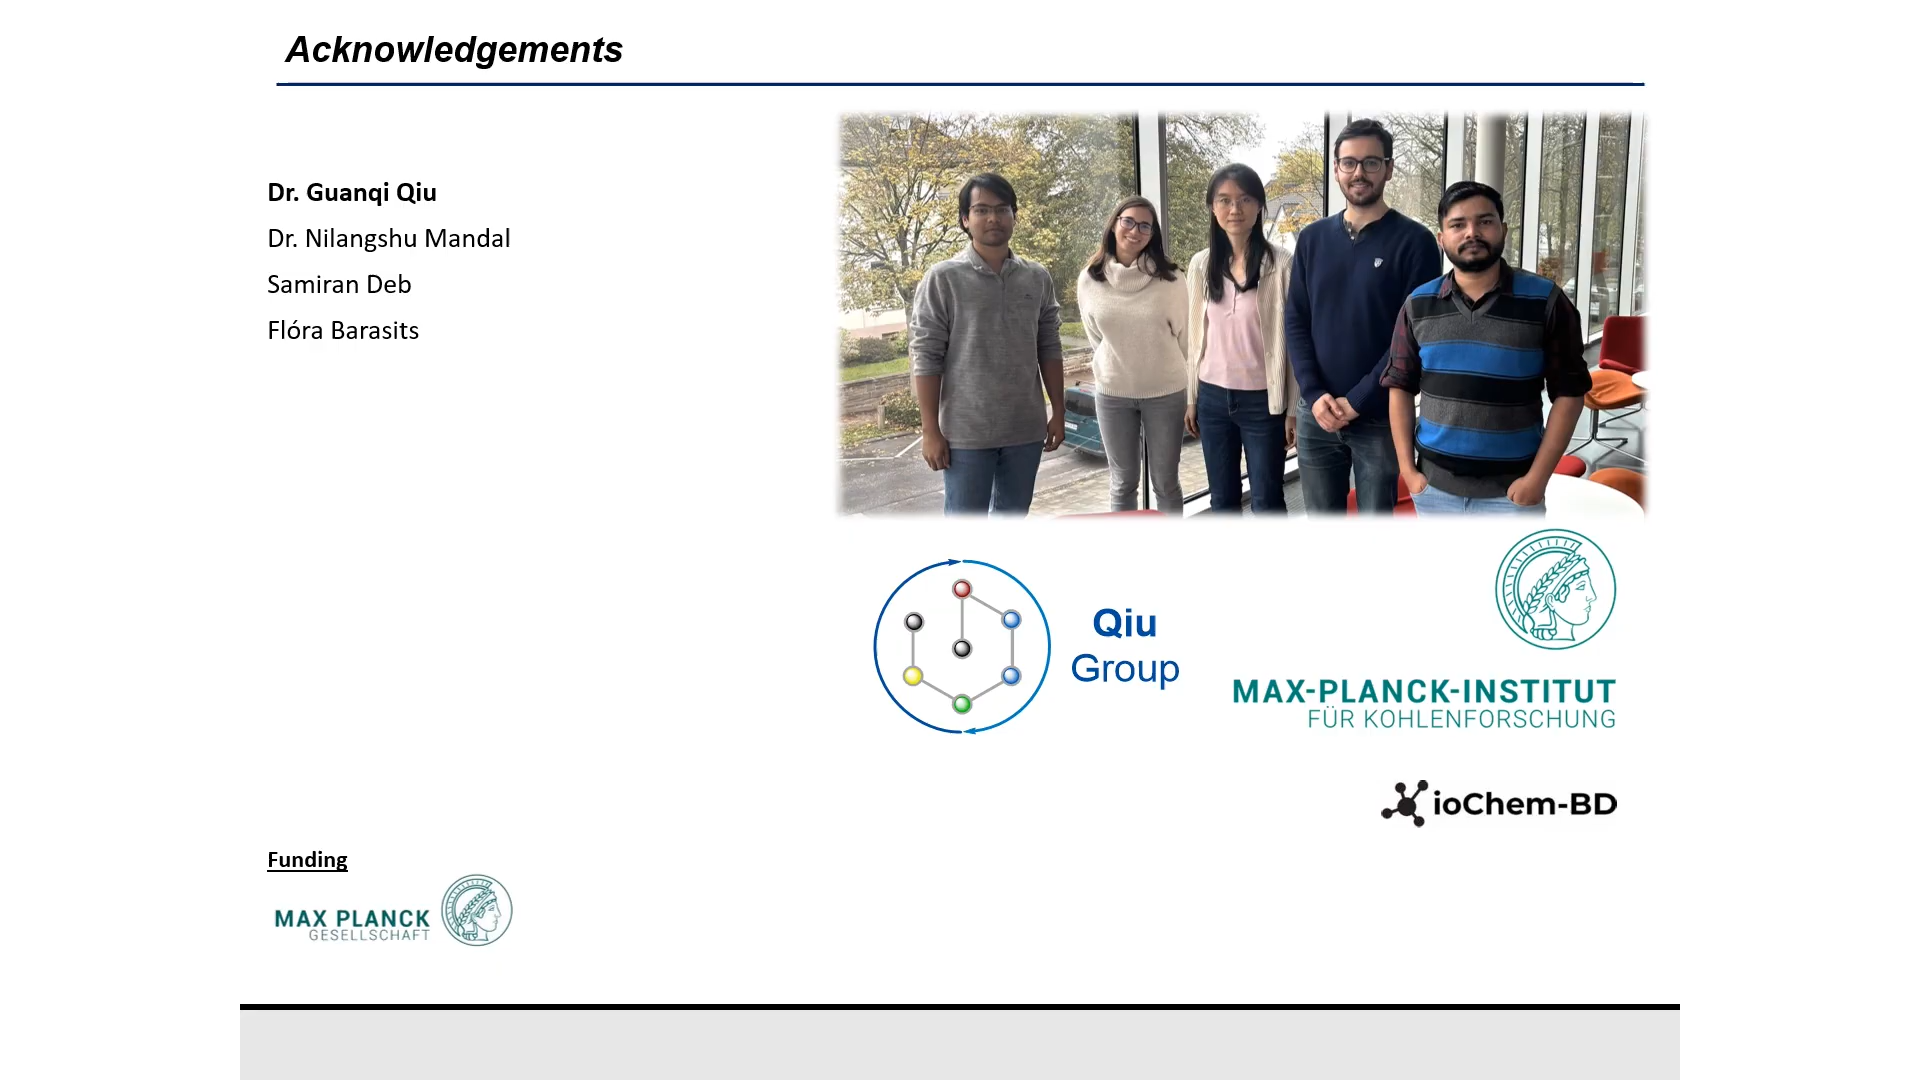 Acknowledgements
Dr. Guanqi Qiu
Dr. Nilangshu Mandal
Samiran Deb
Flóra Barasits
Qiu
Group
MAX-PLANCK-INSTITUT
FÜR KOHLENFORSCHUNG
ioChem-BD
Funding
MAX PLANCK
GESELLSCHAFT